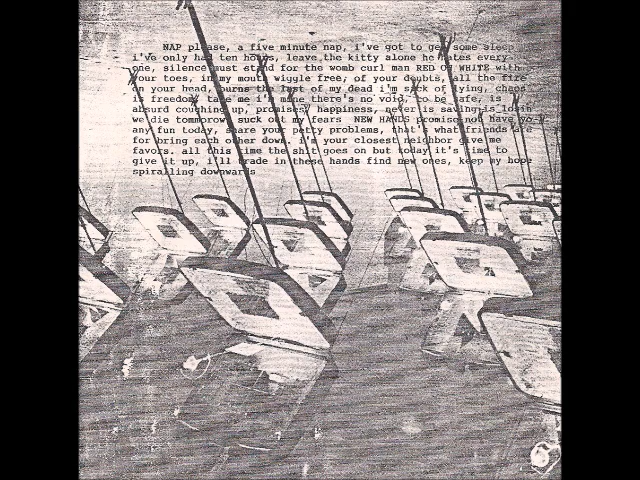 NAP please, a five minute nap, i've got to get some sleep
i've only had ten hours, leave the kitty alone he hates every-
one, silence must stand for the womb curl man RED ON WHITE with
your toes, in my mouth wiggle free, of your doubts, all the fire
in your head, burns the last of my dead i'm sick of lying, chaos
is freedom take me i'm mine there's no void, to be safe, is
absurd coughing up, promises, happiness, never is saving is losin
we die tommorrow suck out my fears NEW HANDS promise not have
any fun today, share your petty problems, that's what friends are
for bring each other down. i'm your closest neighbor give me
favors. all this time the shit goes on but today it's time to
give it up, i'll trade in these hands find new ones, keep my hope
spiralling downwards